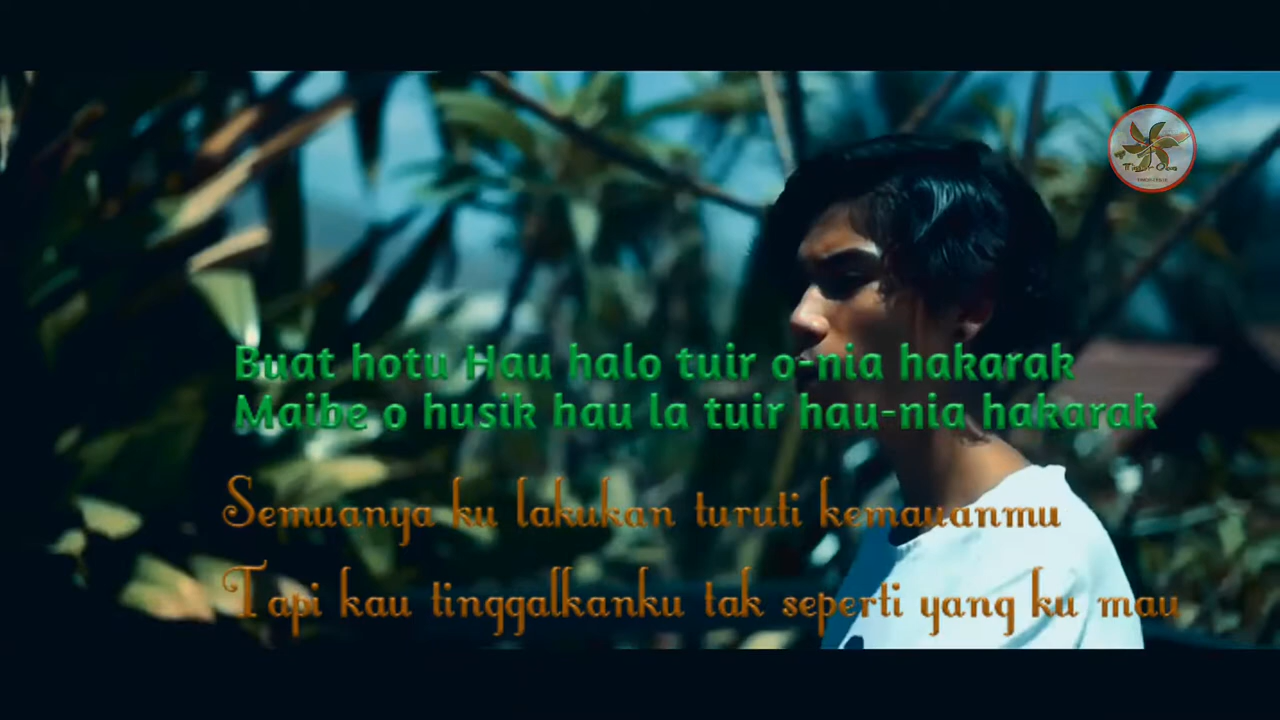 Buat hotu Hau halo tuir o-nia hakarak
Maibe o husik hau la tuir hau-nia hakarak
Semuanya ku lakukan turuti kemauanmu
Tapi kau tinggalkanku tak seperti yang ku mau